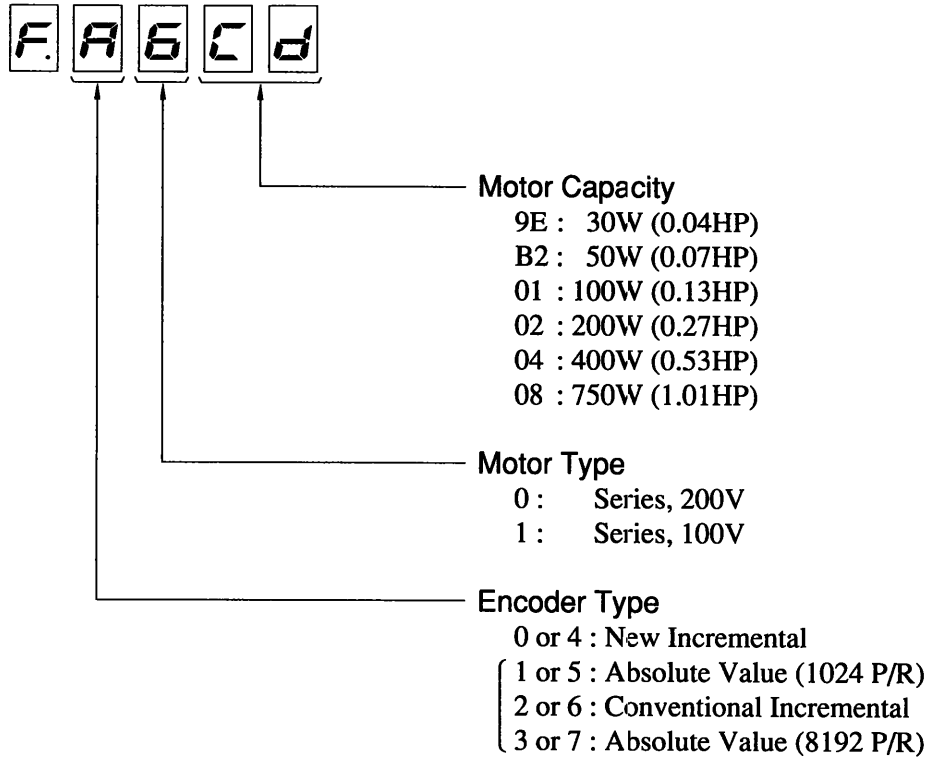 F. A 6 C d
Motor Capacity
9E : 30W (0.04HP)
B2 : 50W (0.07HP)
01 : 100W (0.13HP)
02 : 200W (0.27HP)
04 : 400W (0.53HP)
08 : 750W (1.01HP)
Motor Type
0 : Series, 200V
1 : Series, 100V
Encoder Type
0 or 4 : New Incremental
1 or 5 : Absolute Value (1024 P/R)
2 or 6 : Conventional Incremental
3 or 7 : Absolute Value (8192 P/R)